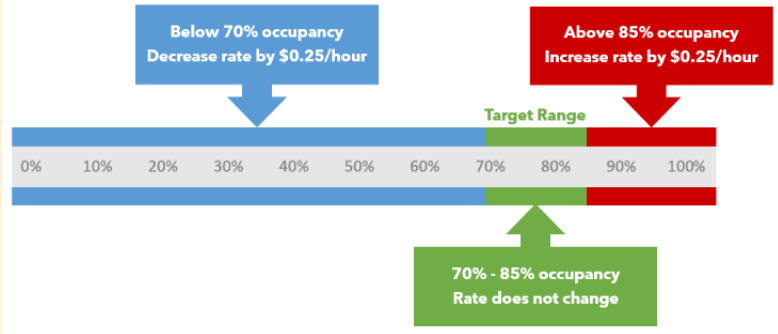 Below 70% occupancy
Decrease rate by $0.25/hour
Above 85% occupancy
Increase rate by $0.25/hour
Target Range
0% 10% 20% 30% 40% 50% 60% 70% 80% 90% 100%
70% - 85% occupancy
Rate does not change